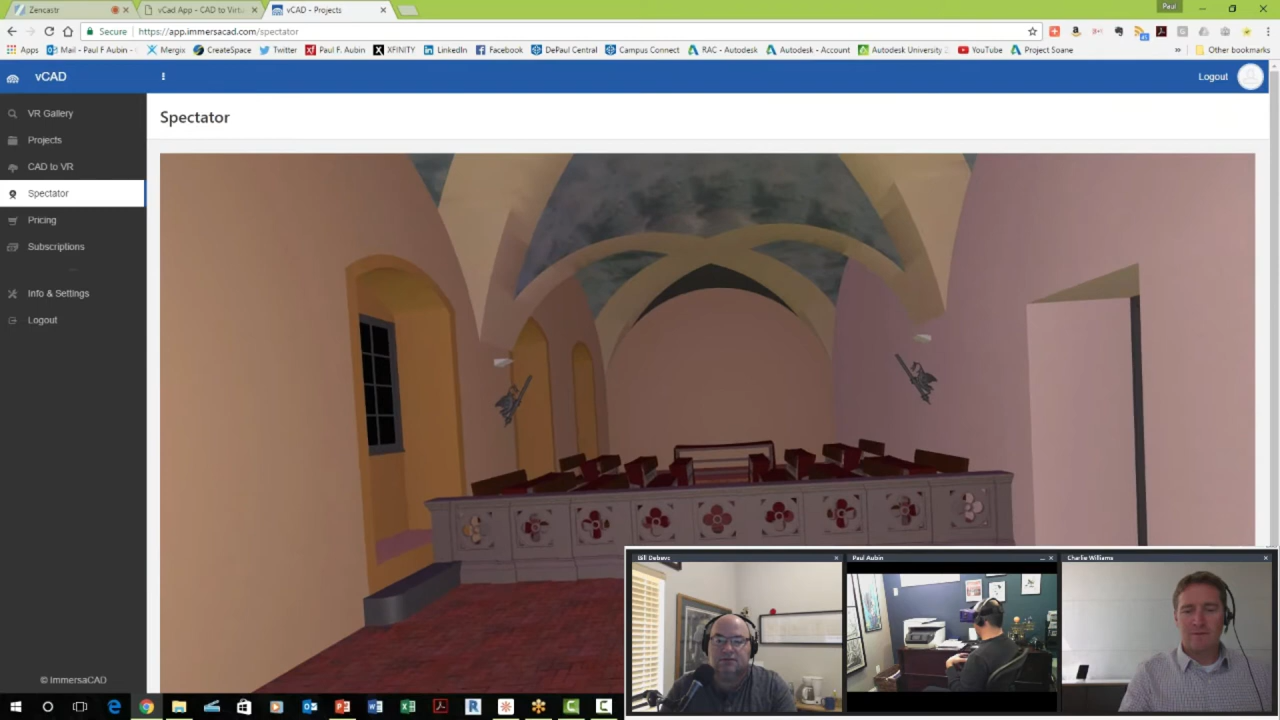 Zencastr
vCad App - CAD to Virtu
vCAD - Projects
Paul
Secure
https://app.immersacad.com/spectator
Apps
Mail - Paul F Aubin -
Mergix
CreateSpace
Twitter
Paul F. Aubin
XFINITY
LinkedIn
Facebook
DePaul Central
Campus Connect
RAC - Autodesk
Autodesk - Account
Autodesk University
YouTube
Project Soane
»
Other bookmarks
vCAD
Logout
VR Gallery
Spectator
Projects
CAD to VR
Spectator
Pricing
Subscriptions
Info & Settings
Logout
Bill Debevc
Paul Aubin
Charlie Williams
© ImmersaCAD